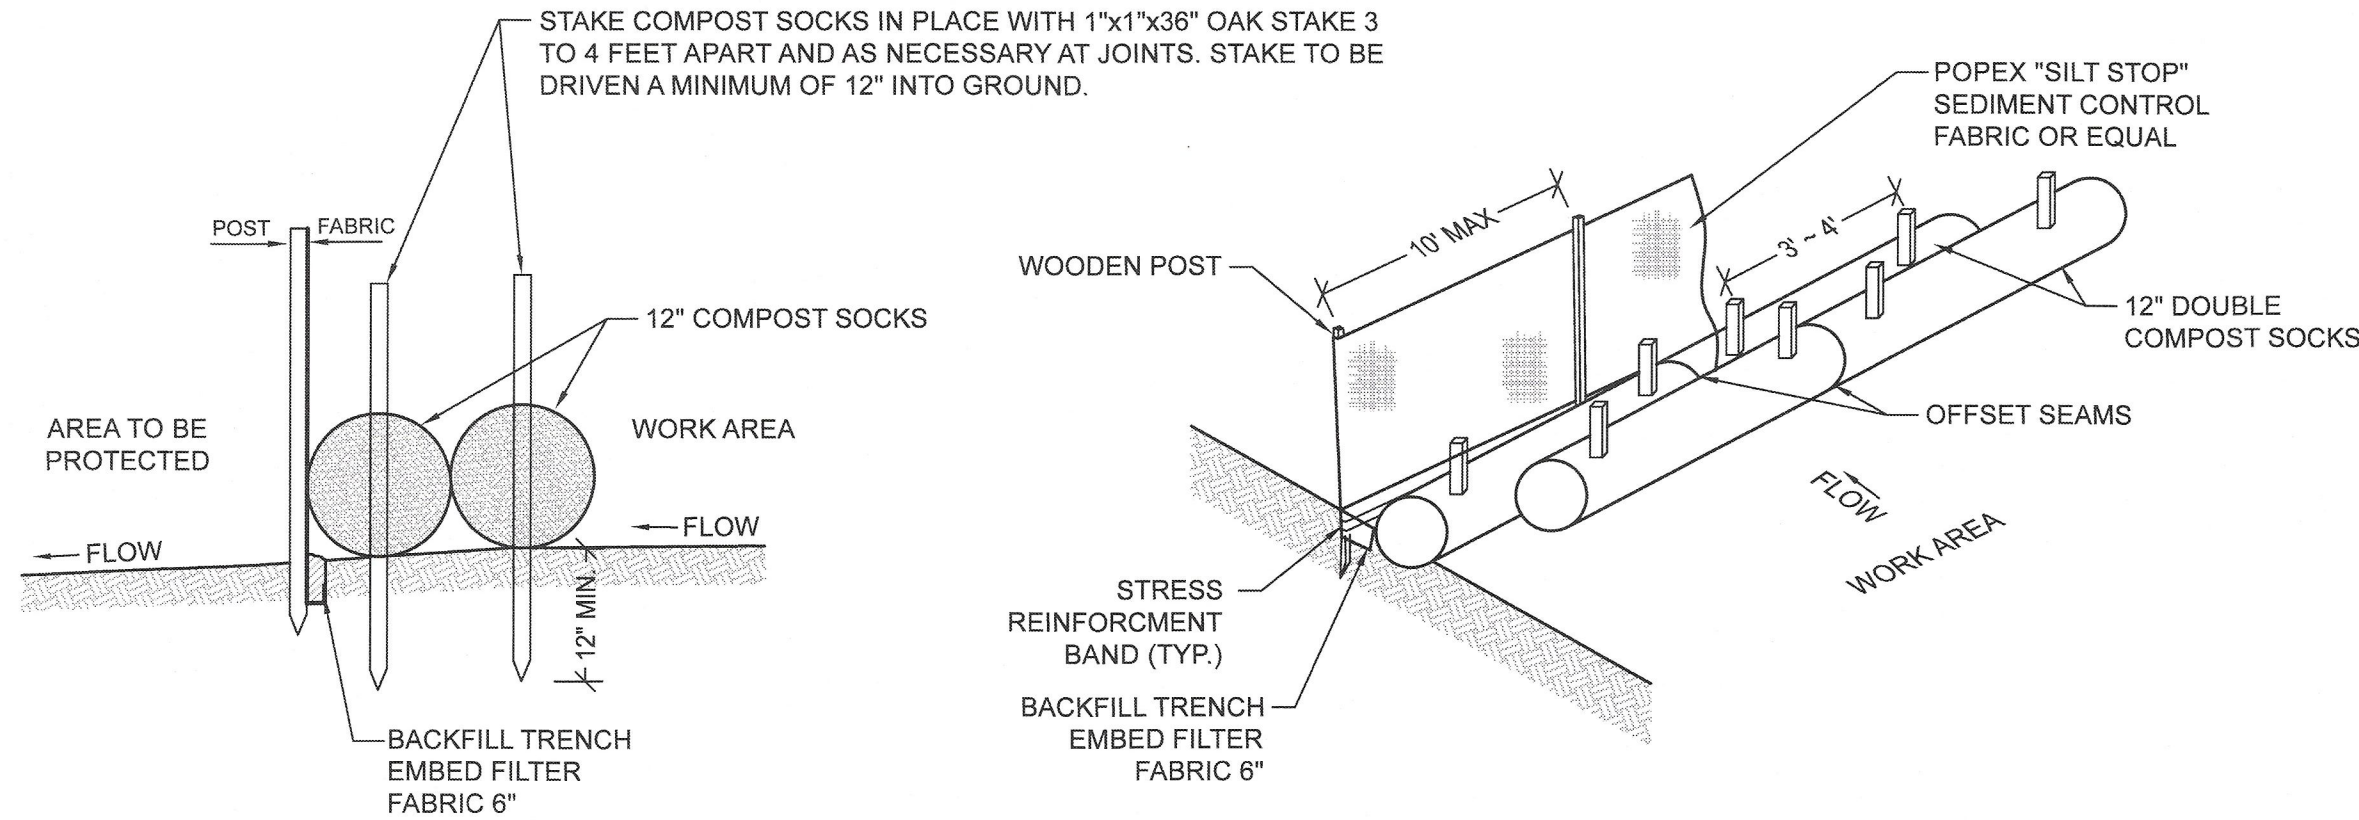 STAKE COMPOST SOCKS IN PLACE WITH 1"x1"x36" OAK STAKE 3
TO 4 FEET APART AND AS NECESSARY AT JOINTS. STAKE TO BE
DRIVEN A MINIMUM OF 12" INTO GROUND.
POST
FABRIC
12" COMPOST SOCKS
AREA TO BE
PROTECTED
WORK AREA
FLOW
FLOW
12" MIN.
BACKFILL TRENCH
EMBED FILTER
FABRIC 6"
POPEX "SILT STOP"
SEDIMENT CONTROL
FABRIC OR EQUAL
10' MAX
3' ~ 4'
WOODEN POST
12" DOUBLE
COMPOST SOCKS
OFFSET SEAMS
FLOW
WORK AREA
STRESS
REINFORCMENT
BAND (TYP.)
BACKFILL TRENCH
EMBED FILTER
FABRIC 6"